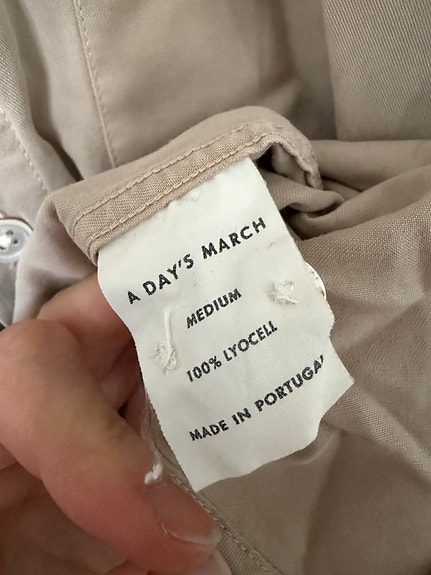 A DAY'S MARCH
MEDIUM
100% LYOCELL
MADE IN PORTUGAL